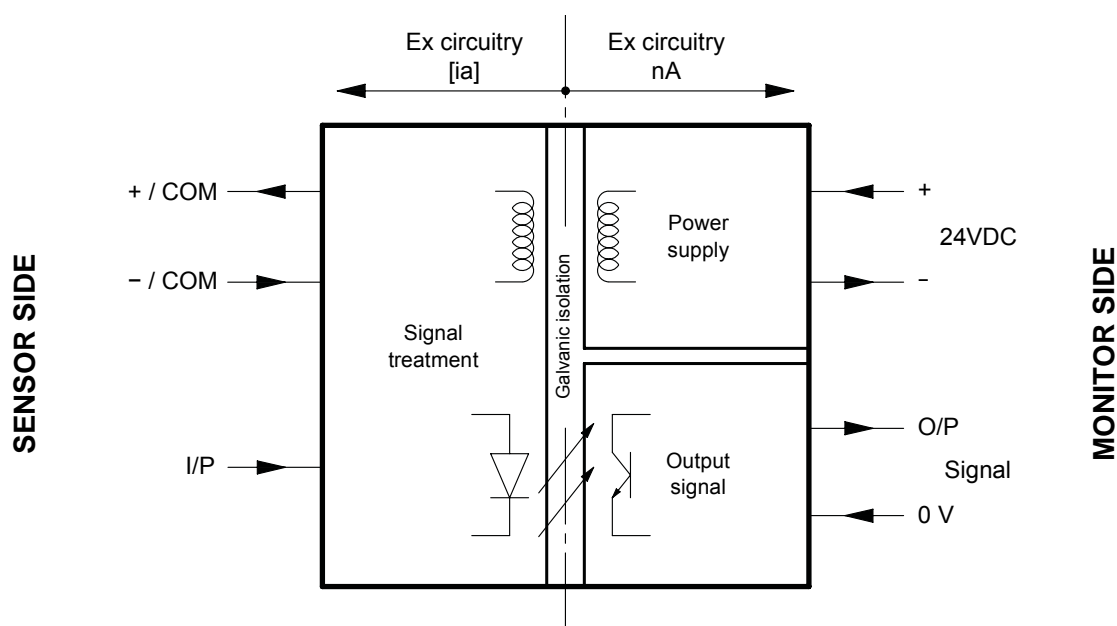 Ex circuitry
[ia]
Ex circuitry
nA
SENSOR SIDE
+ / COM
− / COM
I/P
Signal
treatment
Galvanic isolation
Power
supply
Output
signal
+
24VDC
−
O/P
Signal
0 V
MONITOR SIDE